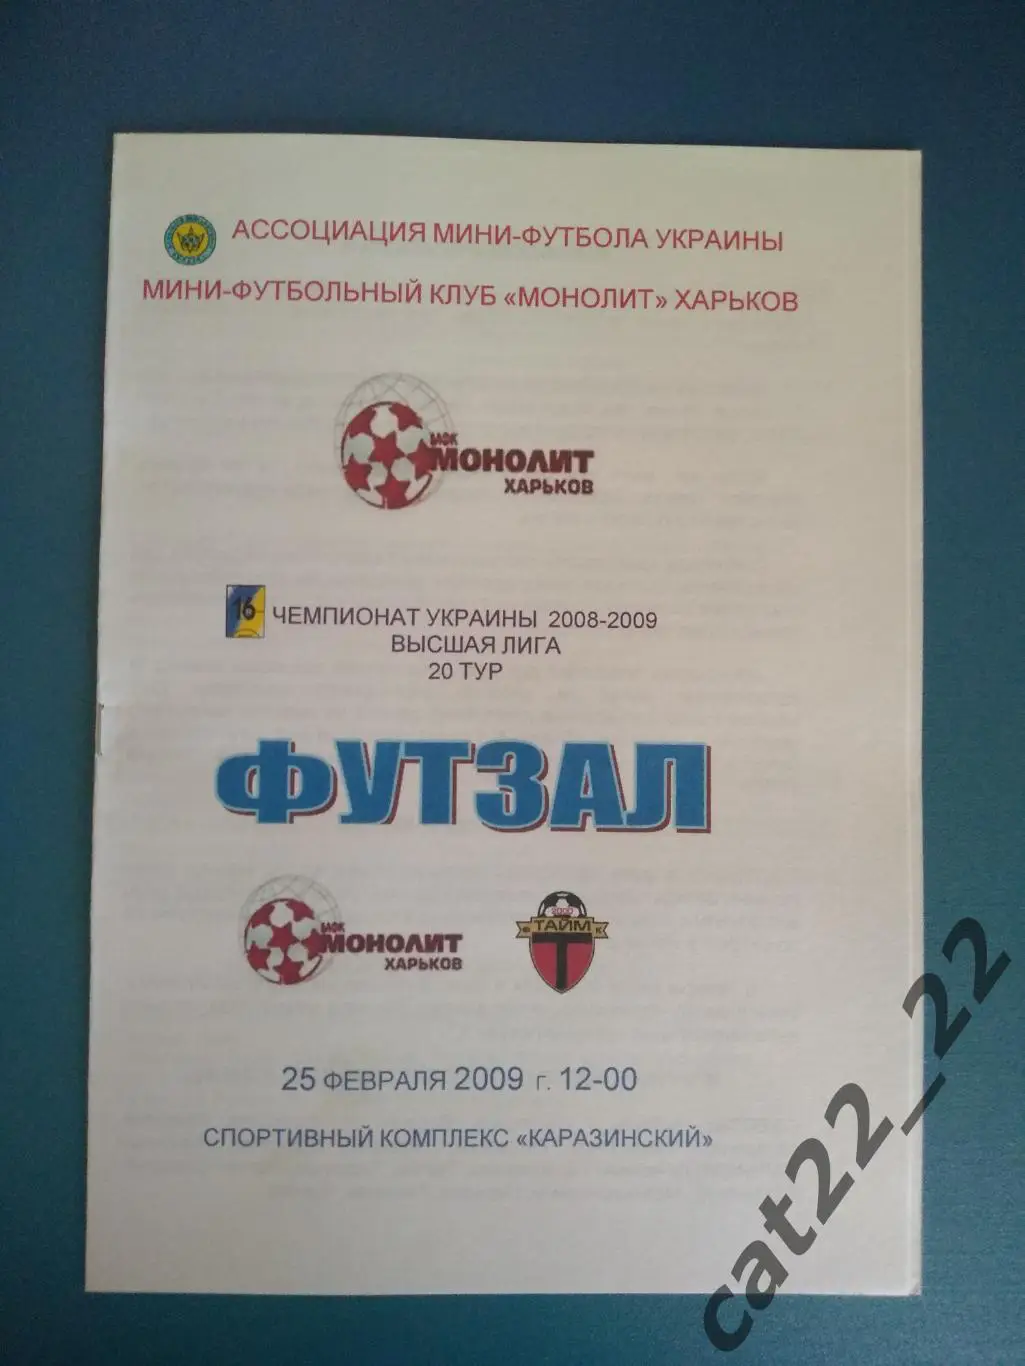 АССОЦИАЦИЯ МИНИ-ФУТБОЛА УКРАИНЫ
МИНИ-ФУТБОЛЬНЫЙ КЛУБ «МОНОЛИТ» ХАРЬКОВ
МФК
МОНОЛИТ
ХАРЬКОВ
16
ЧЕМПИОНАТ УКРАИНЫ 2008-2009
ВЫСШАЯ ЛИГА
20 ТУР
ФУТЗАЛ
МФК
МОНОЛИТ
ХАРЬКОВ
2000
Ф ТАЙМ К
Т
25 ФЕВРАЛЯ 2009 Г. 12-00
СПОРТИВНЫЙ КОМПЛЕКС «КАРАЗИНСКИЙ»
cat22_22